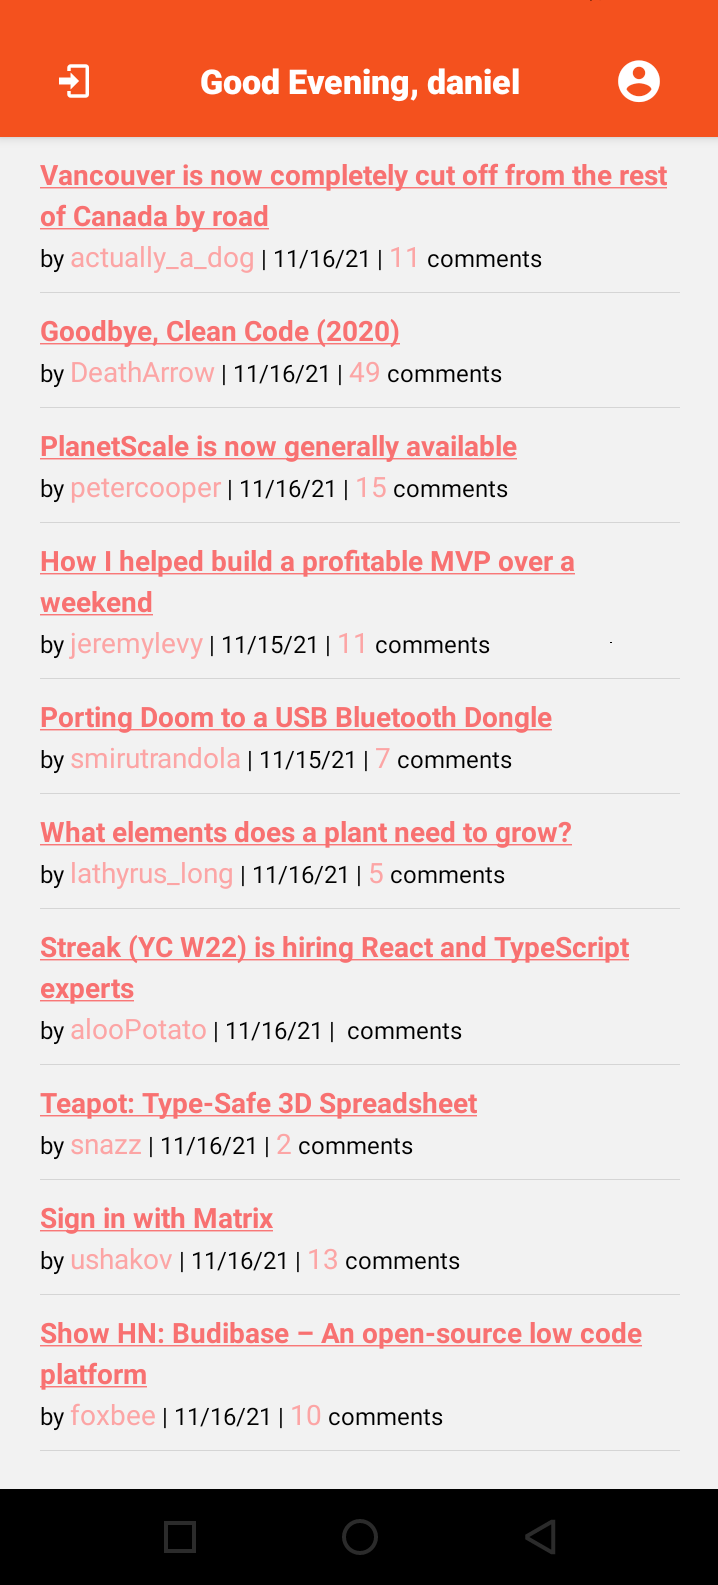 Good Evening, daniel
Vancouver is now completely cut off from the rest
of Canada by road
by actually_a_dog | 11/16/21 | 11 comments
Goodbye, Clean Code (2020)
by DeathArrow | 11/16/21 | 49 comments
PlanetScale is now generally available
by petercooper | 11/16/21 | 15 comments
How I helped build a profitable MVP over a
weekend
by jeremylevy | 11/15/21 | 11 comments
Porting Doom to a USB Bluetooth Dongle
by smirutrandola | 11/15/21 | 7 comments
What elements does a plant need to grow?
by lathyrus_long | 11/16/21 | 5 comments
Streak (YC W22) is hiring React and TypeScript
experts
by alooPotato | 11/16/21 | comments
Teapot: Type-Safe 3D Spreadsheet
by snazz | 11/16/21 | 2 comments
Sign in with Matrix
by ushakov | 11/16/21 | 13 comments
Show HN: Budibase – An open-source low code
platform
by foxbee | 11/16/21 | 10 comments